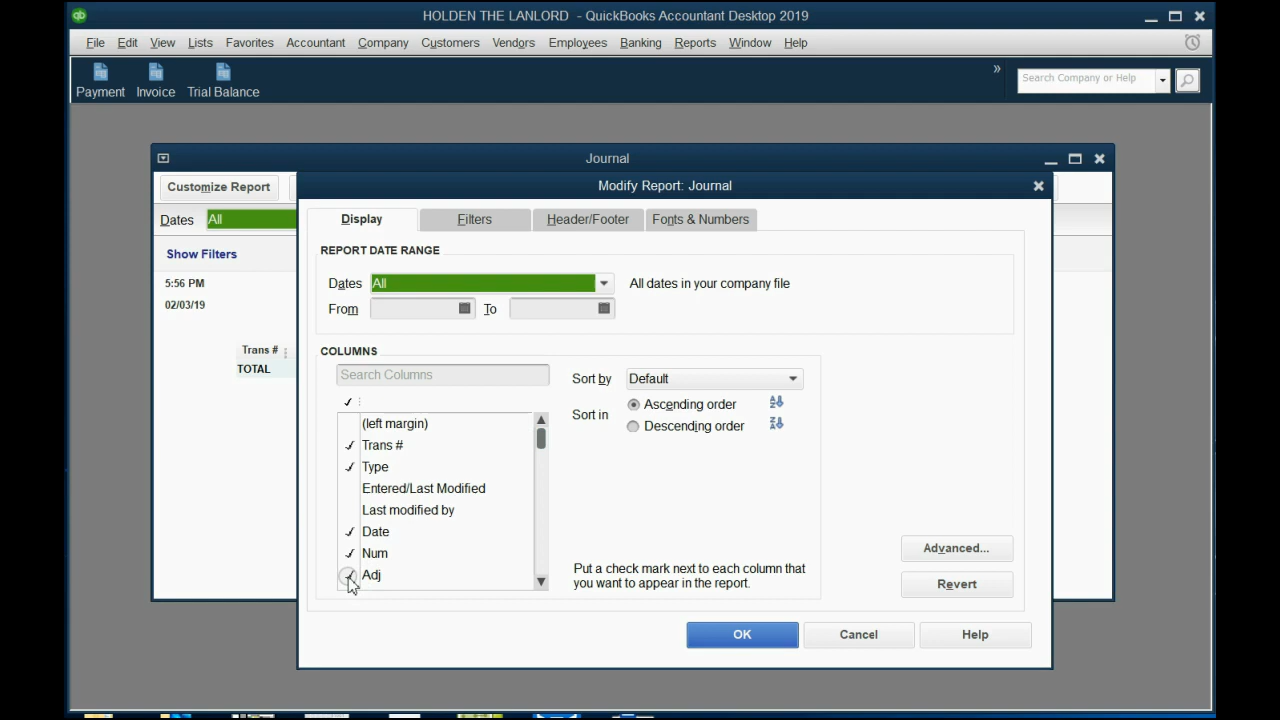 HOLDEN THE LANLORD - QuickBooks Accountant Desktop 2019
File Edit View Lists Favorites Accountant Company Customers Vendors Employees Banking Reports Window Help
Payment Invoice Trial Balance
» Search Company or Help
Journal
Customize Report
Modify Report: Journal
Dates All
Display Filters Header/Footer Fonts & Numbers
Show Filters
REPORT DATE RANGE
5:56 PM
Dates All All dates in your company file
02/03/19
From To
Trans #
TOTAL
COLUMNS
Search Columns
Sort by Default
Sort in Ascending order
Descending order
(left margin)
Trans #
Type
Entered/Last Modified
Last modified by
Date
Num
Adj
Put a check mark next to each column that
you want to appear in the report.
Advanced...
Revert
OK Cancel Help